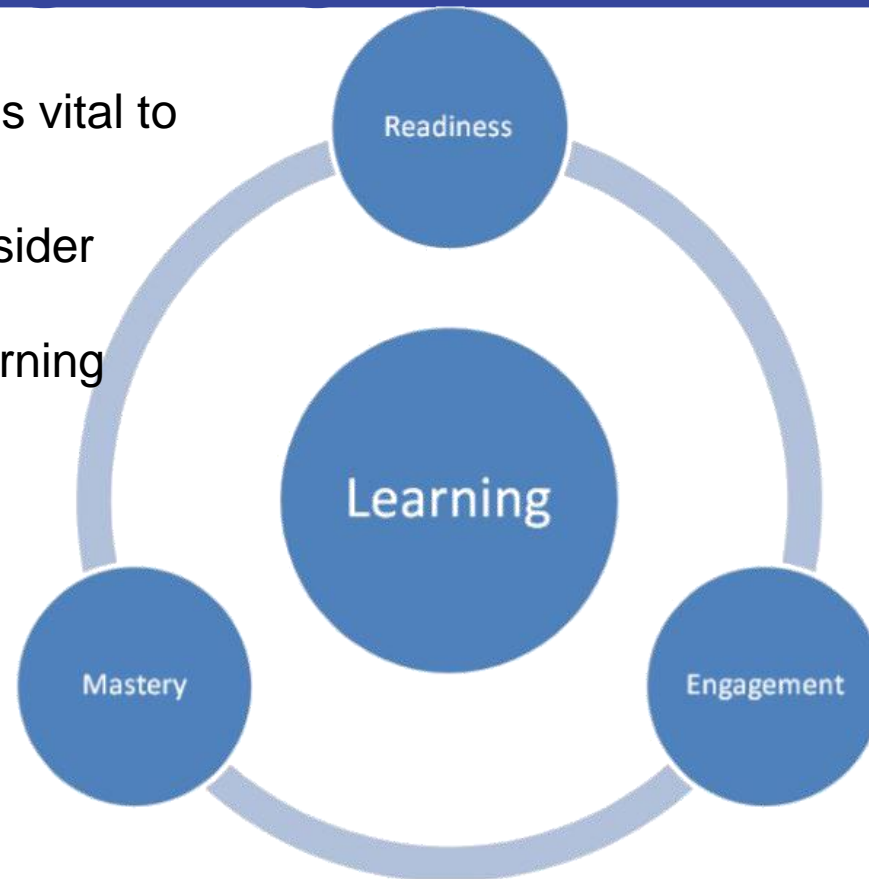 s vital to
Readiness
sider
rning
Learning
Mastery
Engagement